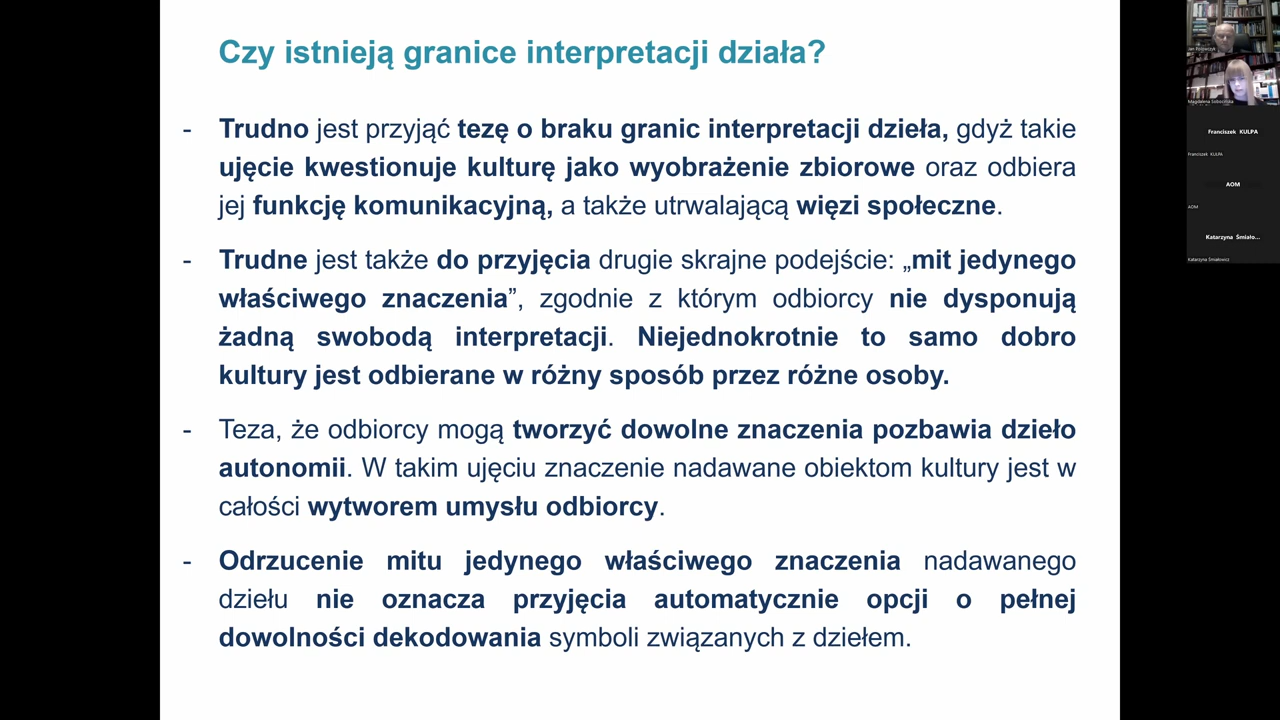 Czy istnieją granice interpretacji działa?
- Trudno jest przyjąć tezę o braku granic interpretacji dzieła, gdyż takie
ujęcie kwestionuje kulturę jako wyobrażenie zbiorowe oraz odbiera
jej funkcję komunikacyjną, a także utrwalającą więzi społeczne.
- Trudne jest także do przyjęcia drugie skrajne podejście: „mit jedynego
właściwego znaczenia”, zgodnie z którym odbiorcy nie dysponują
żadną swobodą interpretacji. Niejednokrotnie to samo dobro
kultury jest odbierane w różny sposób przez różne osoby.
- Teza, że odbiorcy mogą tworzyć dowolne znaczenia pozbawia dzieło
autonomii. W takim ujęciu znaczenie nadawane obiektom kultury jest w
całości wytworem umysłu odbiorcy.
- Odrzucenie mitu jedynego właściwego znaczenia nadawanego
dziełu nie oznacza przyjęcia automatycznie opcji o pełnej
dowolności dekodowania symboli związanych z dziełem.
Magdalena
Franciszek KULPA
Franciszek KULPA
AOM
AOM
Katarzyna Śmiało...
Katarzyna Śmiałowicz